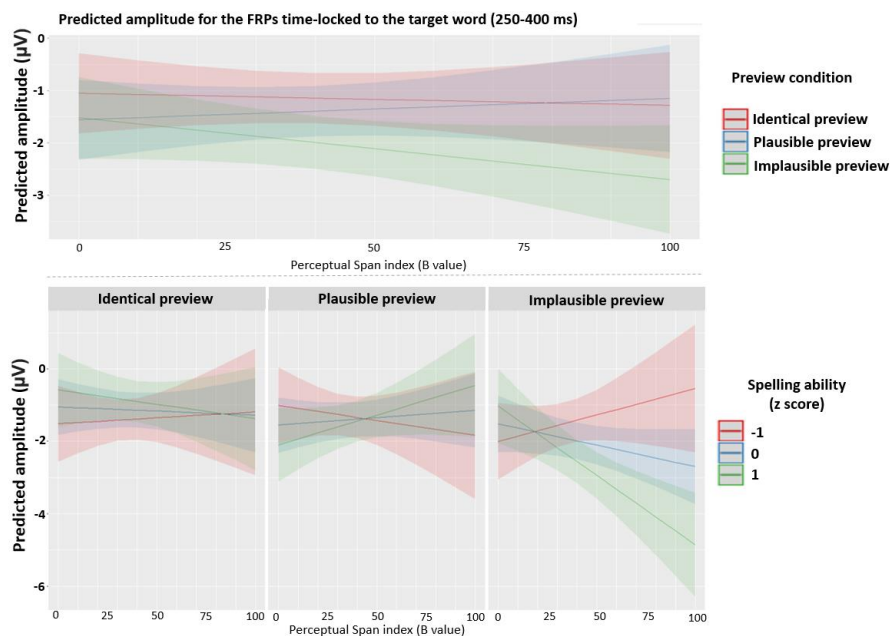 Predicted amplitude for the FRPs time-locked to the target word (250-400 ms)
Predicted amplitude (µV)
0
-1
-2
-3
0 25 50 75 100
Perceptual Span index (B value)
Preview condition
Identical preview
Plausible preview
Implausible preview
Identical preview Plausible preview Implausible preview
Predicted amplitude (µV)
0
-2
-4
-6
0 25 50 75 100 0 25 50 75 100 0 25 50 75 100
Perceptual Span index (B value)
Spelling ability
(z score)
-1
0
1